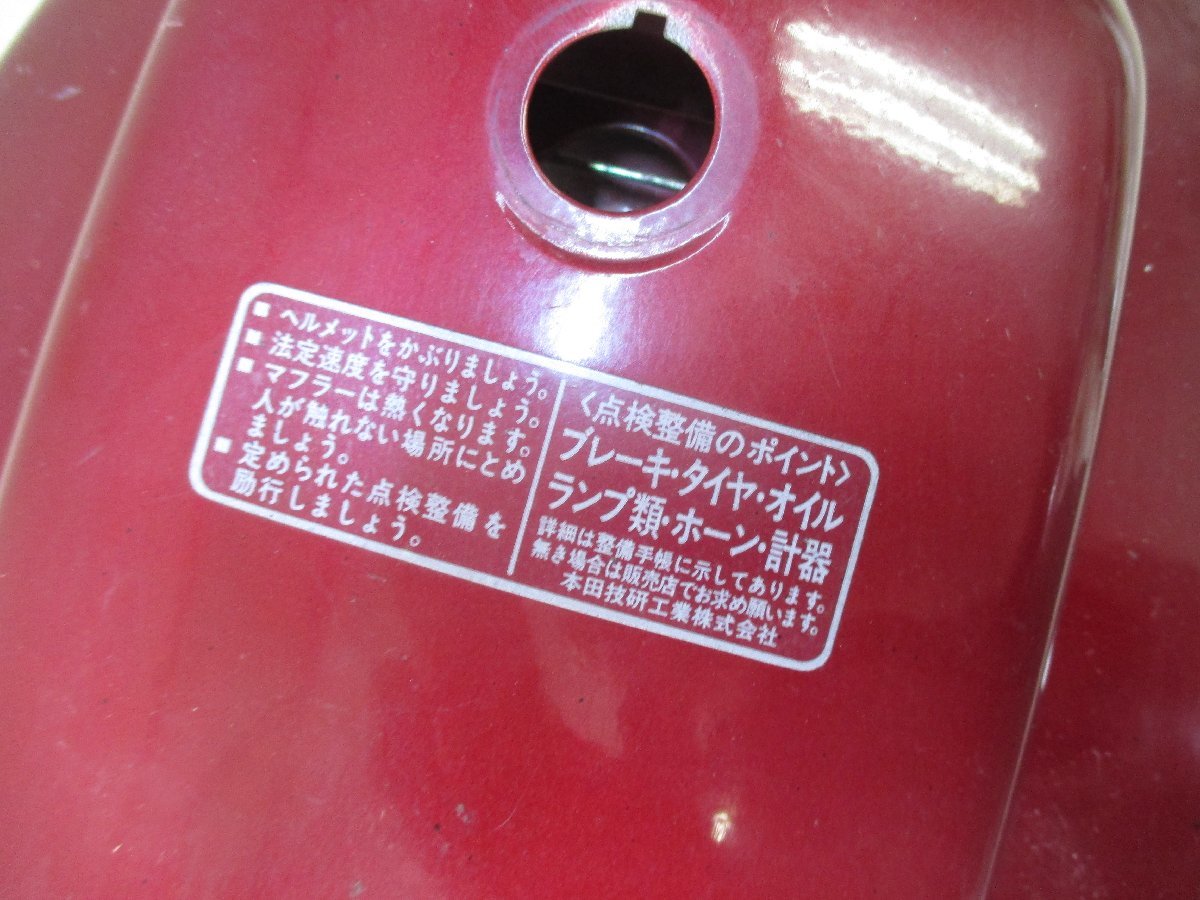 ■ ヘルメットをかぶりましょう。
■ 法定速度を守りましょう。
■ マフラーは熱くなります。
人が触れない場所にとめ
ましょう。
■ 定められた点検整備を
励行しましょう。
〈点検整備のポイント〉
ブレーキ・タイヤ・オイル
ランプ類・ホーン・計器
詳細は整備手帳に示してあります。
無き場合は販売店でお求め願います。
本田技研工業株式会社